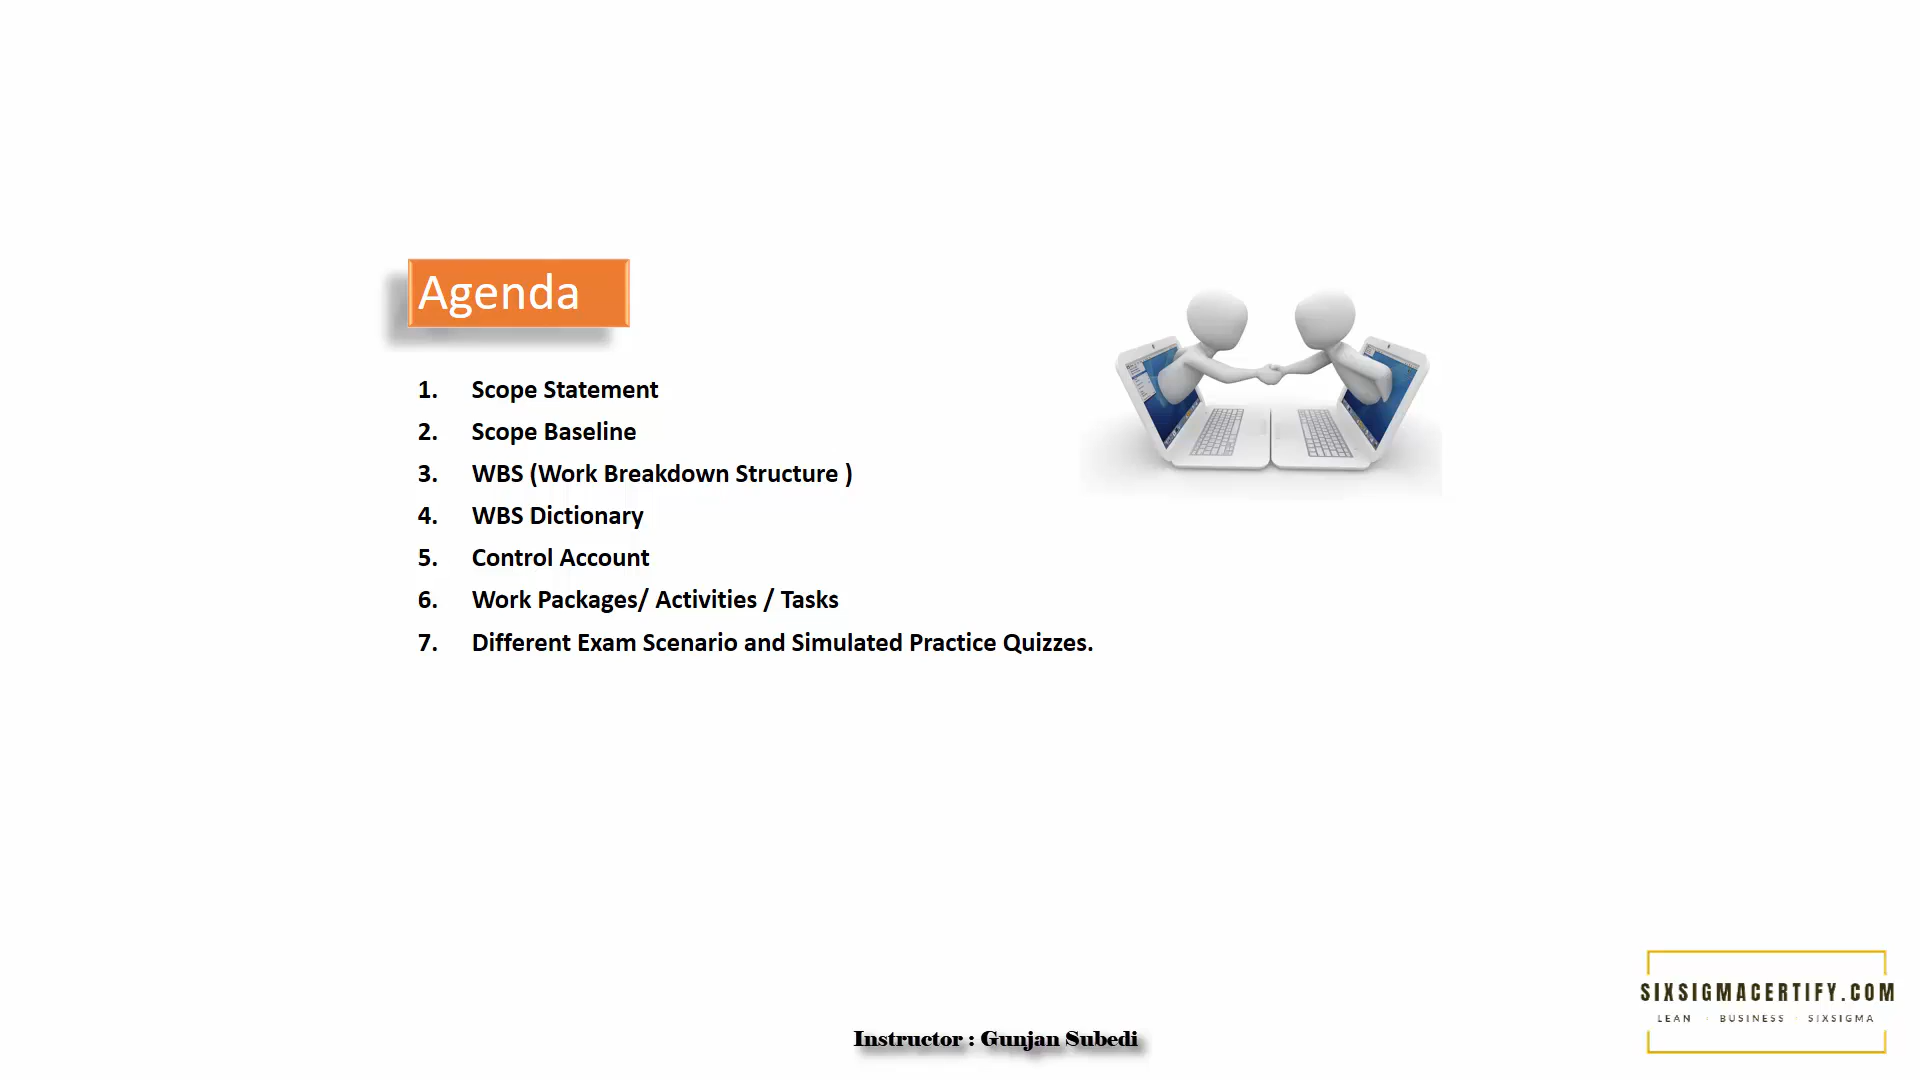 Agenda
1. Scope Statement
2. Scope Baseline
3. WBS (Work Breakdown Structure )
4. WBS Dictionary
5. Control Account
6. Work Packages/ Activities / Tasks
7. Different Exam Scenario and Simulated Practice Quizzes.
SIXSIGMACERTIFY.COM
LEAN · BUSINESS · SIXSIGMA
Instructor : Gunjan Subedi